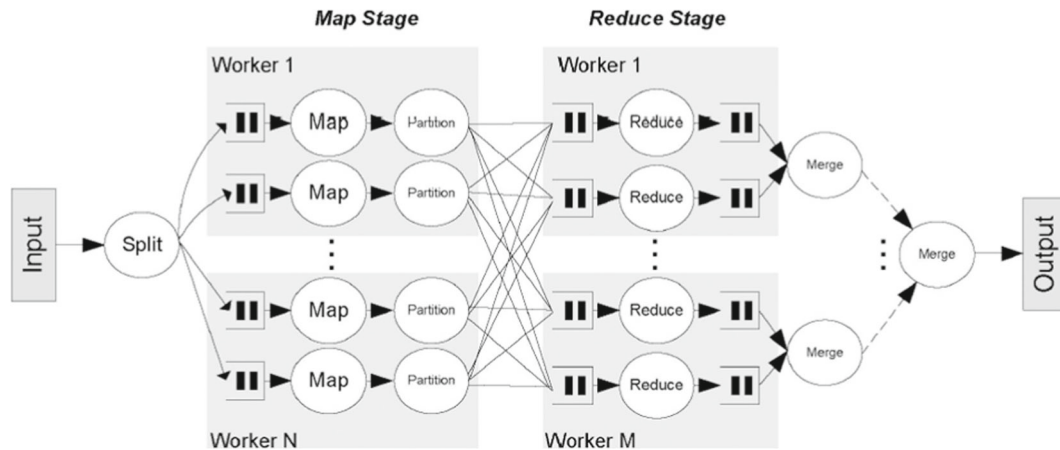 Map Stage
Reduce Stage
Worker 1
Worker 1
Map
Partition
Reduce
Map
Partition
Reduce
Merge
Input
Split
Merge
Output
Map
Partition
Reduce
Merge
Map
Partition
Reduce
Worker N
Worker M